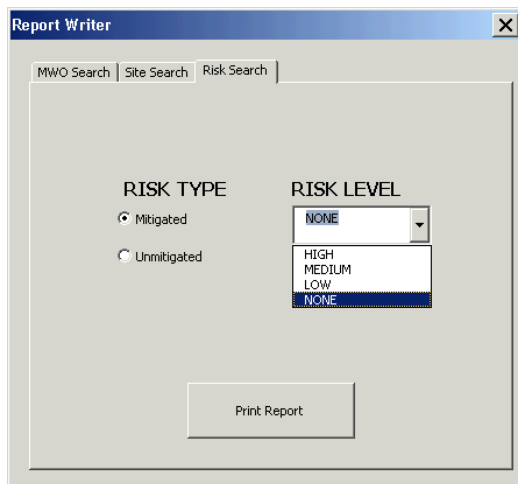 Report Writer
MWO Search Site Search Risk Search
RISK TYPE RISK LEVEL
Mitigated NONE
Unmitigated
HIGH
MEDIUM
LOW
NONE
Print Report